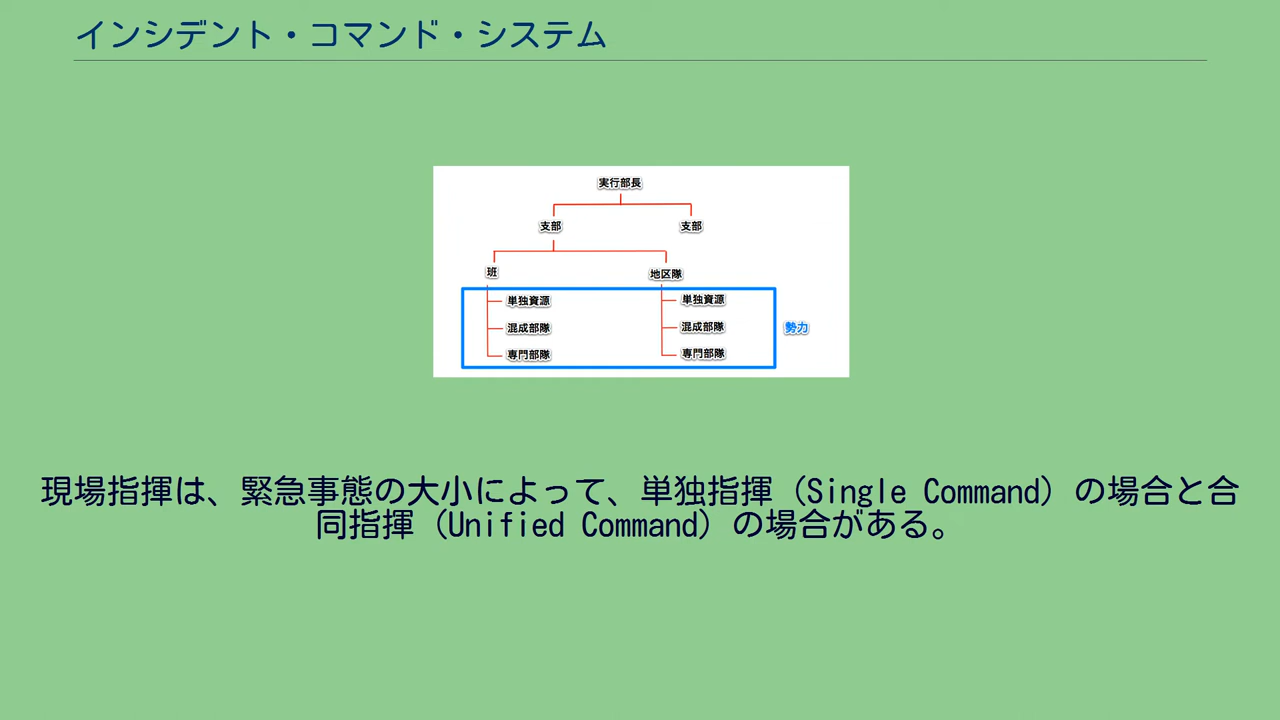 インシデント・コマンド・システム
実行部長
支部
支部
班
地区隊
単独資源
単独資源
混成部隊
混成部隊
勢力
専門部隊
専門部隊
現場指揮は、緊急事態の大小によって、単独指揮（Single Command）の場合と合
同指揮（Unified Command）の場合がある。